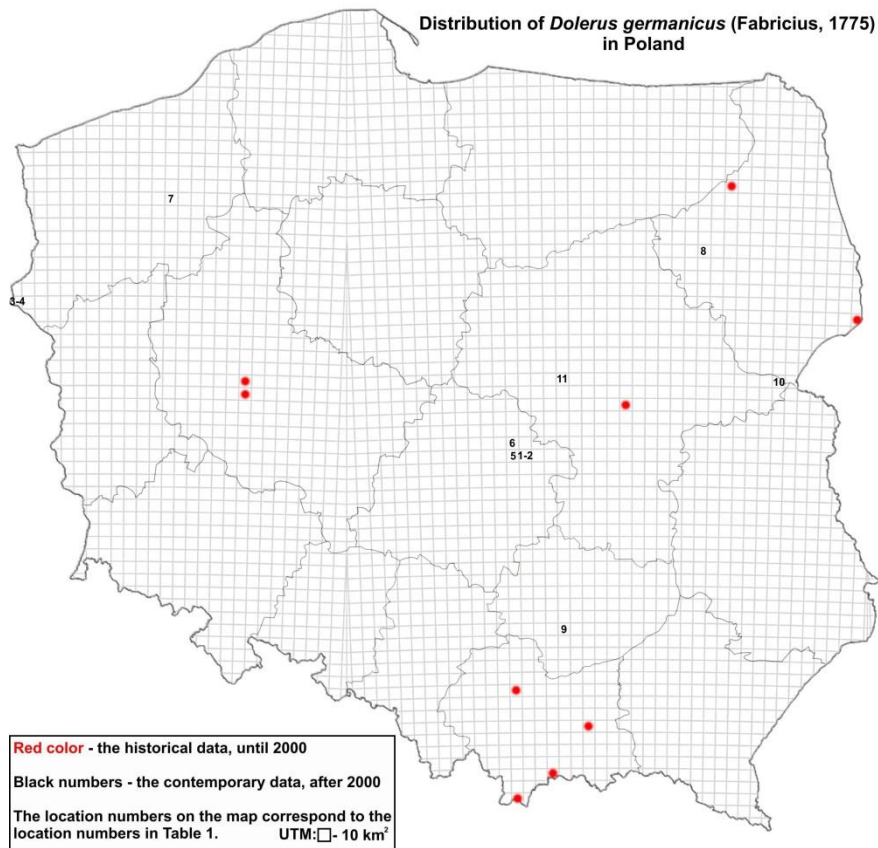 Distribution of Dolerus germanicus (Fabricius, 1775)
in Poland
7
8
3-4
11
10
6
51-2
9
Red color - the historical data, until 2000
Black numbers - the contemporary data, after 2000
The location numbers on the map correspond to the
location numbers in Table 1. UTM:□- 10 km²